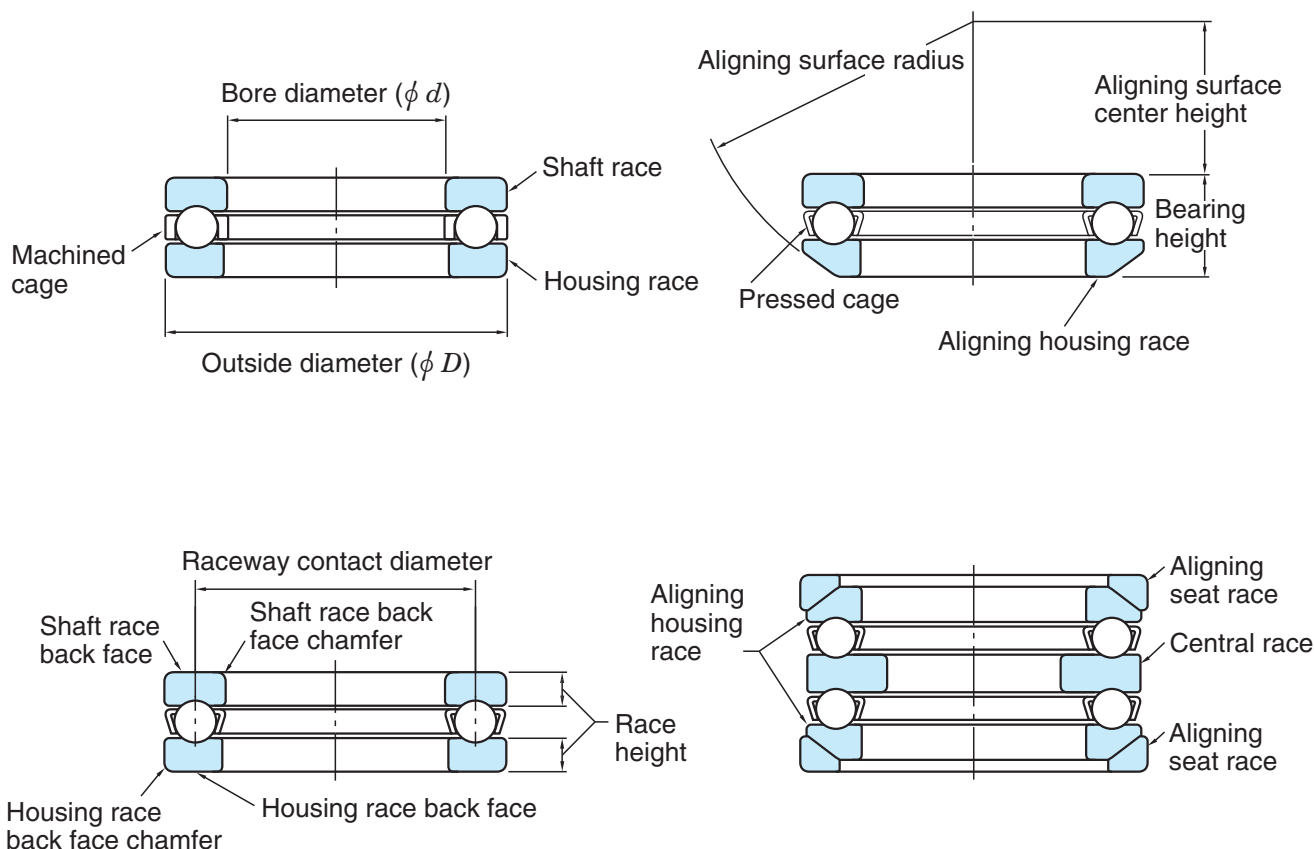 Bore diameter (ϕ d)
Shaft race
Machined
cage
Housing race
Outside diameter (ϕ D)
Aligning surface radius
Aligning surface
center height
Bearing
height
Pressed cage
Aligning housing race
Raceway contact diameter
Shaft race
back face
Shaft race back
face chamfer
Race
height
Housing race
back face chamfer
Housing race back face
Aligning
housing
race
Aligning
seat race
Central race
Aligning
seat race